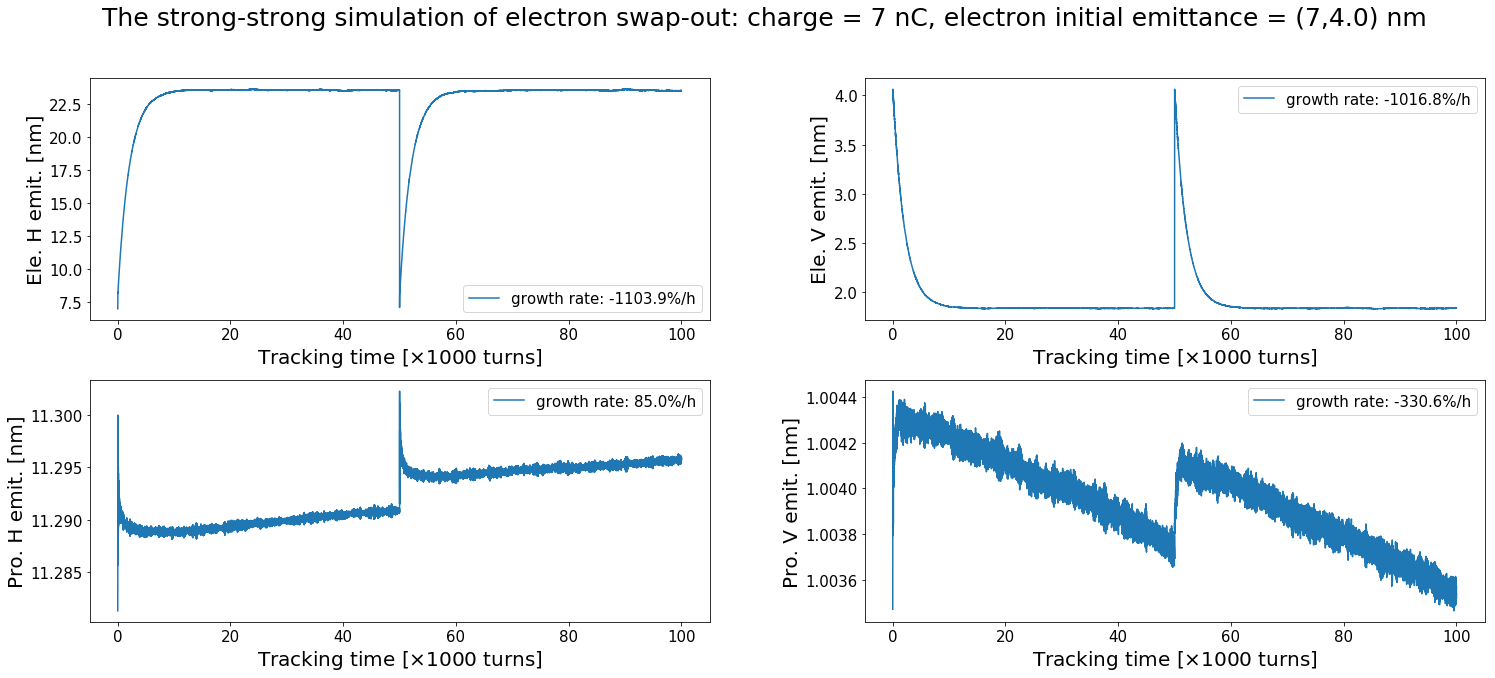 The strong-strong simulation of electron swap-out: charge = 7 nC, electron initial emittance = (7,4.0) nm
Ele. H emit. [nm]
22.5
20.0
17.5
15.0
12.5
10.0
7.5
growth rate: -1103.9%/h
0 20 40 60 80 100
Tracking time [×1000 turns]
Ele. V emit. [nm]
4.0
3.5
3.0
2.5
2.0
growth rate: -1016.8%/h
0 20 40 60 80 100
Tracking time [×1000 turns]
Pro. H emit. [nm]
11.300
11.295
11.290
11.285
growth rate: 85.0%/h
0 20 40 60 80 100
Tracking time [×1000 turns]
Pro. V emit. [nm]
1.0044
1.0042
1.0040
1.0038
1.0036
growth rate: -330.6%/h
0 20 40 60 80 100
Tracking time [×1000 turns]